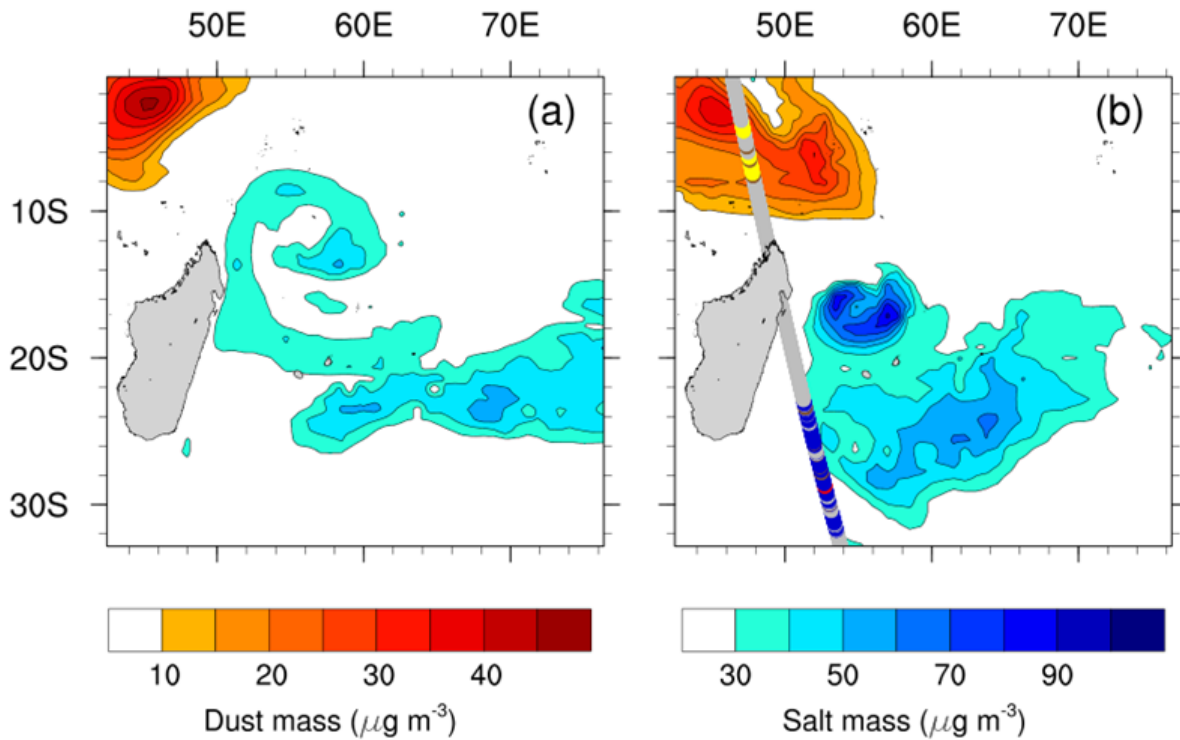 50E 60E 70E 50E 60E 70E
(a) (b)
10S
20S
30S
10 20 30 40 30 50 70 90
Dust mass (μg m-3) Salt mass (μg m-3)